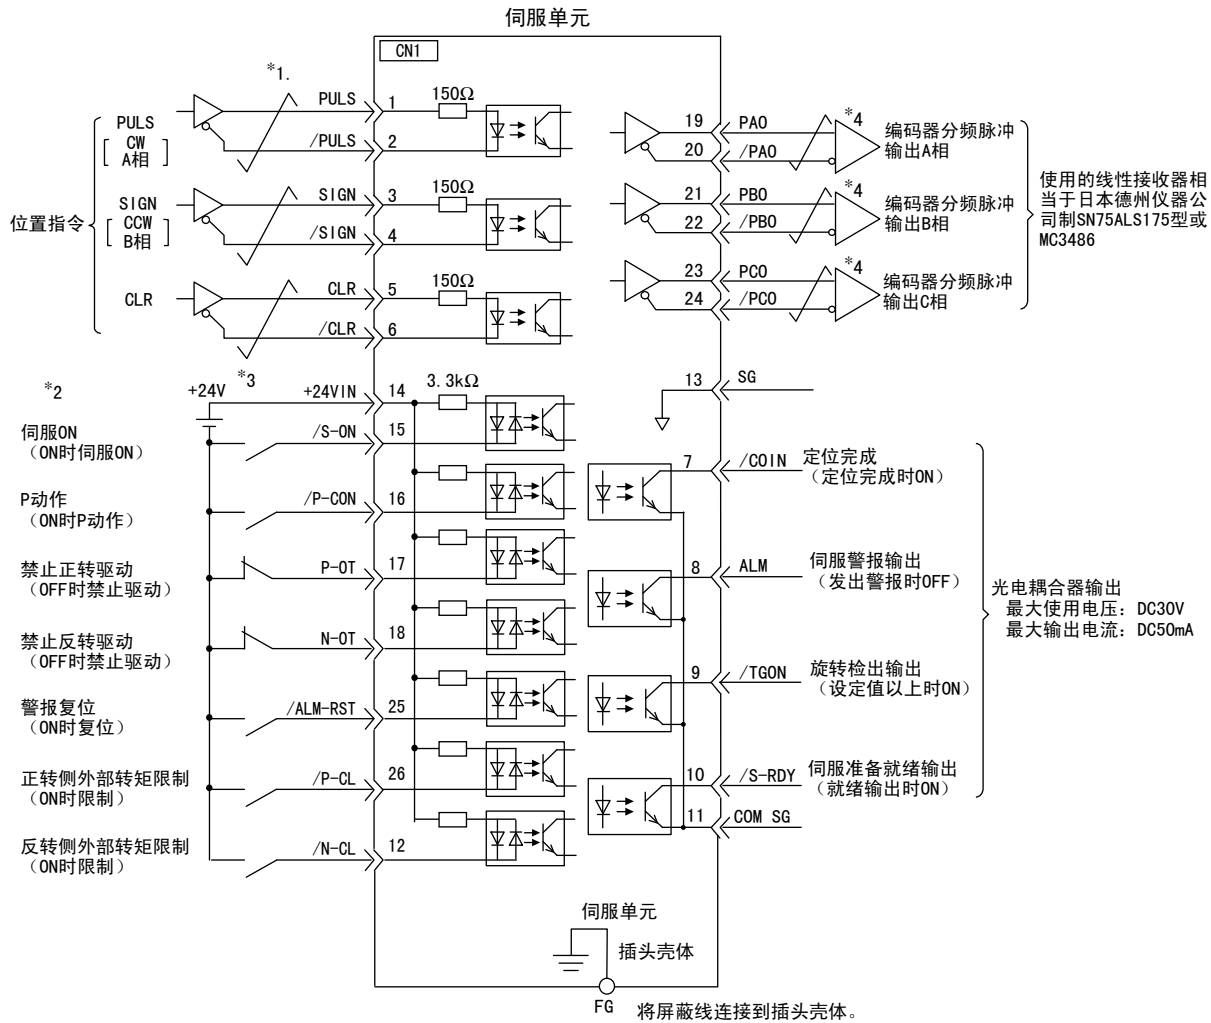 伺服单元
CN1
*1.
PULS
CW
A相
PULS
1
150Ω
/PULS
2
SIGN
CCW
B相
SIGN
3
150Ω
/SIGN
4
位置指令
CLR
CLR
5
150Ω
/CLR
6
19
PAO
*4
20
/PAO
编码器分频脉冲
输出A相
21
PBO
*4
22
/PBO
编码器分频脉冲
输出B相
23
PCO
*4
24
/PCO
编码器分频脉冲
输出C相
使用的线性接收器相
当于日本德州仪器公
司制SN75ALS175型或
MC3486
13
SG
*2
+24V
*3
+24VIN
14
3.3kΩ
伺服ON
(ON时伺服ON)
/S-ON
15
P动作
(ON时P动作)
/P-CON
16
禁止正转驱动
(OFF时禁止驱动)
P-OT
17
禁止反转驱动
(OFF时禁止驱动)
N-OT
18
警报复位
(ON时复位)
/ALM-RST
25
正转侧外部转矩限制
(ON时限制)
/P-CL
26
反转侧外部转矩限制
(ON时限制)
/N-CL
12
7
/COIN
定位完成
(定位完成时ON)
8
ALM
伺服警报输出
(发出警报时OFF)
9
/TGON
旋转检出输出
(设定值以上时ON)
10
/S-RDY
伺服准备就绪输出
(就绪输出时ON)
11
COM SG
光电耦合器输出
最大使用电压：DC30V
最大输出电流：DC50mA
伺服单元
插头壳体
FG
将屏蔽线连接到插头壳体。